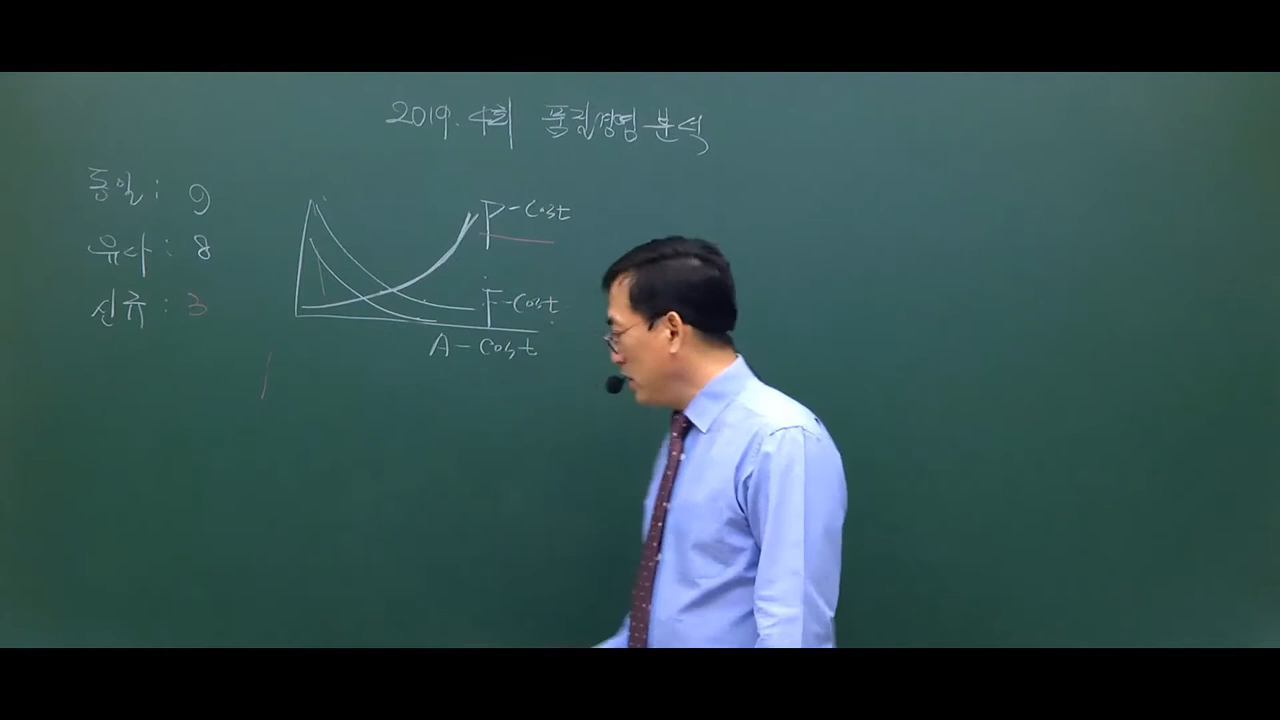 2019. 4회 품질경영 분석
동일 : 9
유사 : 8
신규 : 3
P-Cost
F-Cost
A-Cost